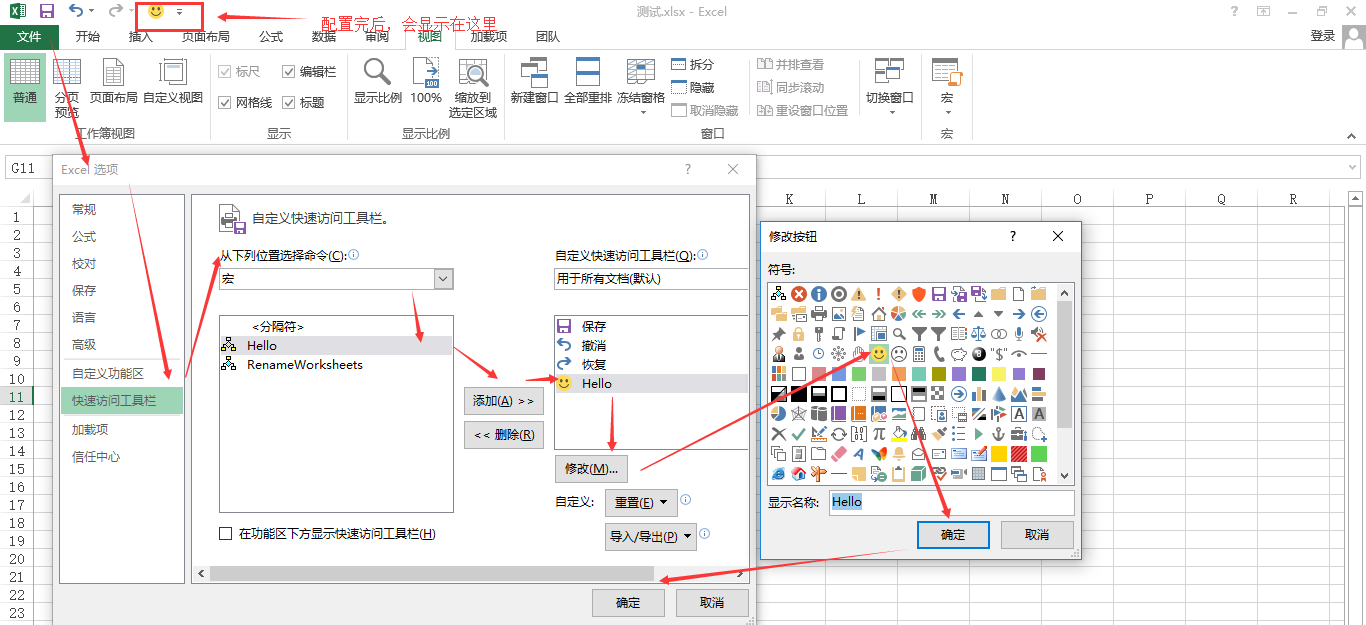 测试.xlsx - Excel
配置完后，会显示在这里
文件 开始 插入 页面布局 公式 数据 审阅 视图 加载项 团队 登录
普通 分页预览 页面布局 自定义视图
工作簿视图
标尺 编辑栏
网格线 标题
显示
显示比例 100% 缩放到选定区域
显示比例
新建窗口 全部重排 冻结窗格
拆分 并排查看
隐藏 同步滚动
取消隐藏 重设窗口位置
切换窗口
窗口
宏
宏
G11
K L M N O P Q R
1
2
3
4
5
6
7
8
9
10
11
12
13
14
15
16
17
18
19
20
21
22
23
Excel 选项
常规
公式
校对
保存
语言
高级
自定义功能区
快速访问工具栏
加载项
信任中心
自定义快速访问工具栏。
从下列位置选择命令(C):
宏
<分隔符>
Hello
RenameWorksheets
添加(A) >>
<< 删除(R)
自定义快速访问工具栏(Q):
用于所有文档(默认)
保存
撤消
恢复
Hello
修改(M)...
自定义: 重置(E)
导入/导出(P)
在功能区下方显示快速访问工具栏(H)
确定 取消
修改按钮
符号:
显示名称: Hello
确定 取消